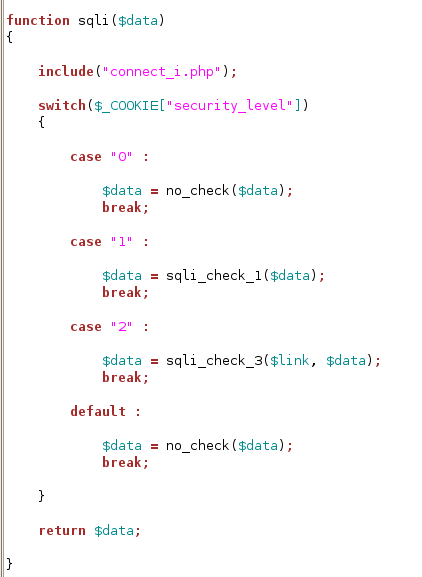 function sqli($data)
{
include("connect_i.php");
switch($_COOKIE["security_level"])
{
case "0" :
$data = no_check($data);
break;
case "1" :
$data = sqli_check_1($data);
break;
case "2" :
$data = sqli_check_3($link, $data);
break;
default :
$data = no_check($data);
break;
}
return $data;
}